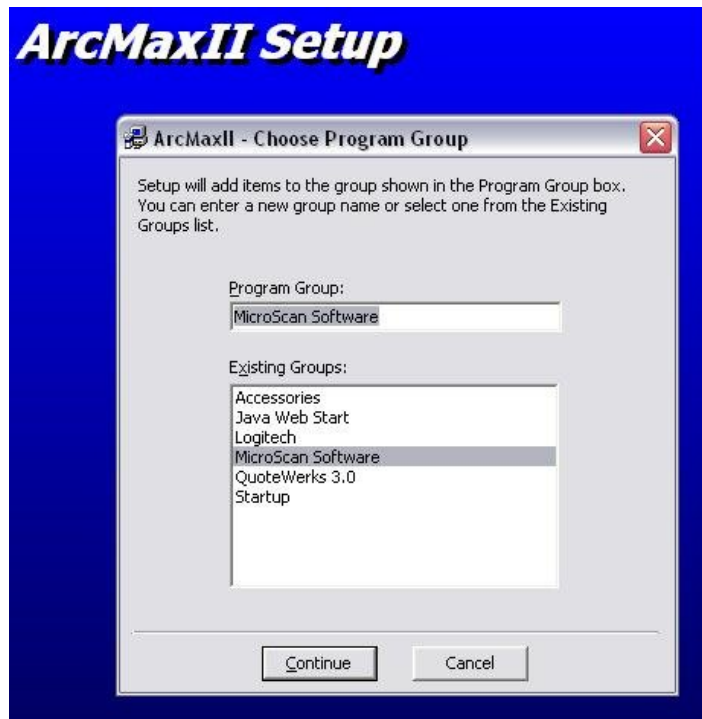 ArcMaxII Setup
ArcMaxII - Choose Program Group
Setup will add items to the group shown in the Program Group box.
You can enter a new group name or select one from the Existing
Groups list.
Program Group:
MicroScan Software
Existing Groups:
Accessories
Java Web Start
Logitech
MicroScan Software
QuoteWerks 3.0
Startup
Continue
Cancel